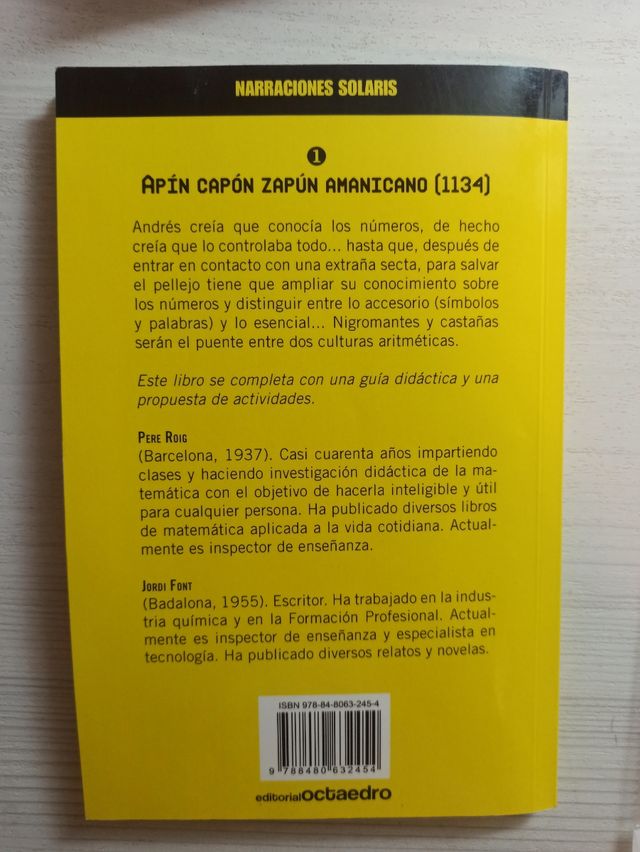 NARRACIONES SOLARIS
1
APÍN CAPÓN ZAPÚN AMANICANO (1134)
Andrés creía que conocía los números, de hecho
creía que lo controlaba todo... hasta que, después de
entrar en contacto con una extraña secta, para salvar
el pellejo tiene que ampliar su conocimiento sobre
los números y distinguir entre lo accesorio (símbolos
y palabras) y lo esencial... Nigromantes y castañas
serán el puente entre dos culturas aritméticas.
Este libro se completa con una guía didáctica y una
propuesta de actividades.
PERE ROIG
(Barcelona, 1937). Casi cuarenta años impartiendo
clases y haciendo investigación didáctica de la ma-
temática con el objetivo de hacerla inteligible y útil
para cualquier persona. Ha publicado diversos libros
de matemática aplicada a la vida cotidiana. Actual-
mente es inspector de enseñanza.
JORDI FONT
(Badalona, 1955). Escritor. Ha trabajado en la indus-
tria química y en la Formación Profesional. Actual-
mente es inspector de enseñanza y especialista en
tecnología. Ha publicado diversos relatos y novelas.
ISBN 978-84-8063-245-4
9 788480 632454
editorial octaedro